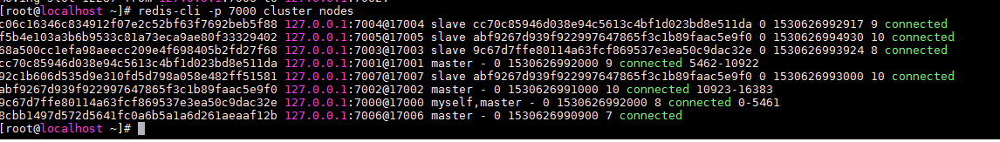 [root@localhost ~]# redis-cli -p 7000 cluster nodes
c06c16346c834912f07e2c52bf63f7692beb5f88 127.0.0.1:7004@17004 slave cc70c85946d038e94c5613c4bf1d023bd8e511da 0 1530626992917 9 connected
f5b4e103a3b6b9533c81a73eca9ae80f33329402 127.0.0.1:7005@17005 slave abf9267d939f922997647865f3c1b89faac5e9f0 0 1530626994930 10 connected
68a500cc1efa98aeecc209e4f698405b2fd27f68 127.0.0.1:7003@17003 slave 9c67d7ffe80114a63fcf869537e3ea50c9dac32e 0 1530626993924 8 connected
cc70c85946d038e94c5613c4bf1d023bd8e511da 127.0.0.1:7001@17001 master - 0 1530626992000 9 connected 5462-10922
92c1b606d535d9e310fd5d798a058e482ff51581 127.0.0.1:7007@17007 slave abf9267d939f922997647865f3c1b89faac5e9f0 0 1530626993000 10 connected
abf9267d939f922997647865f3c1b89faac5e9f0 127.0.0.1:7002@17002 master - 0 1530626991000 10 connected 10923-16383
9c67d7ffe80114a63fcf869537e3ea50c9dac32e 127.0.0.1:7000@17000 myself,master - 0 1530626992000 8 connected 0-5461
8cbb1497d572d5641fc0a6b5a1a6d261aeaaf12b 127.0.0.1:7006@17006 master - 0 1530626990900 7 connected
[root@localhost ~]#